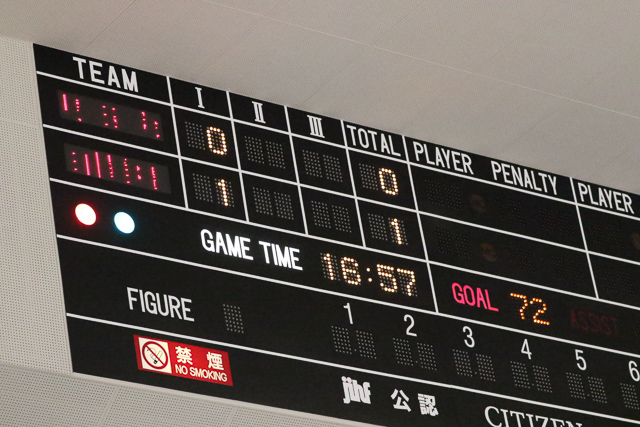 TEAM I II III TOTAL PLAYER PENALTY PLAYER
0 0
1 1
GAME TIME 16:57 GOAL 72 ASSIST
FIGURE 1 2 3 4 5 6
禁煙
NO SMOKING
jihf 公認 CITIZEN